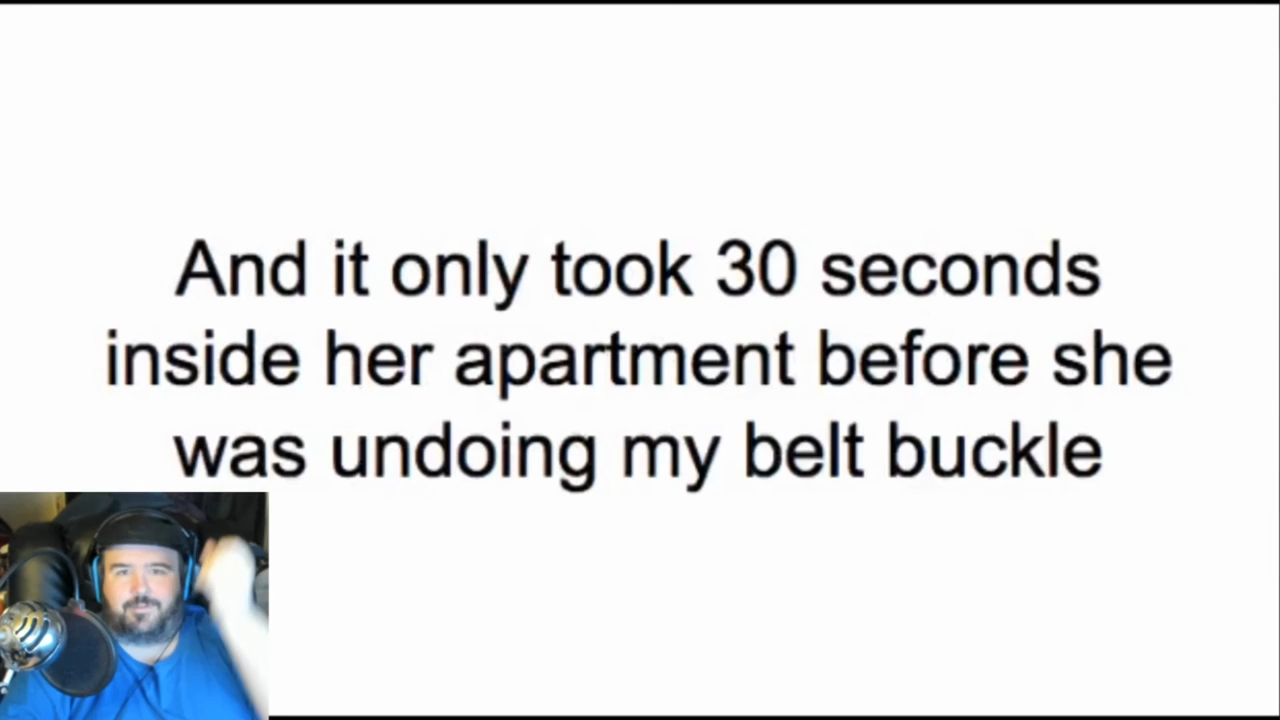 And it only took 30 seconds
inside her apartment before she
was undoing my belt buckle